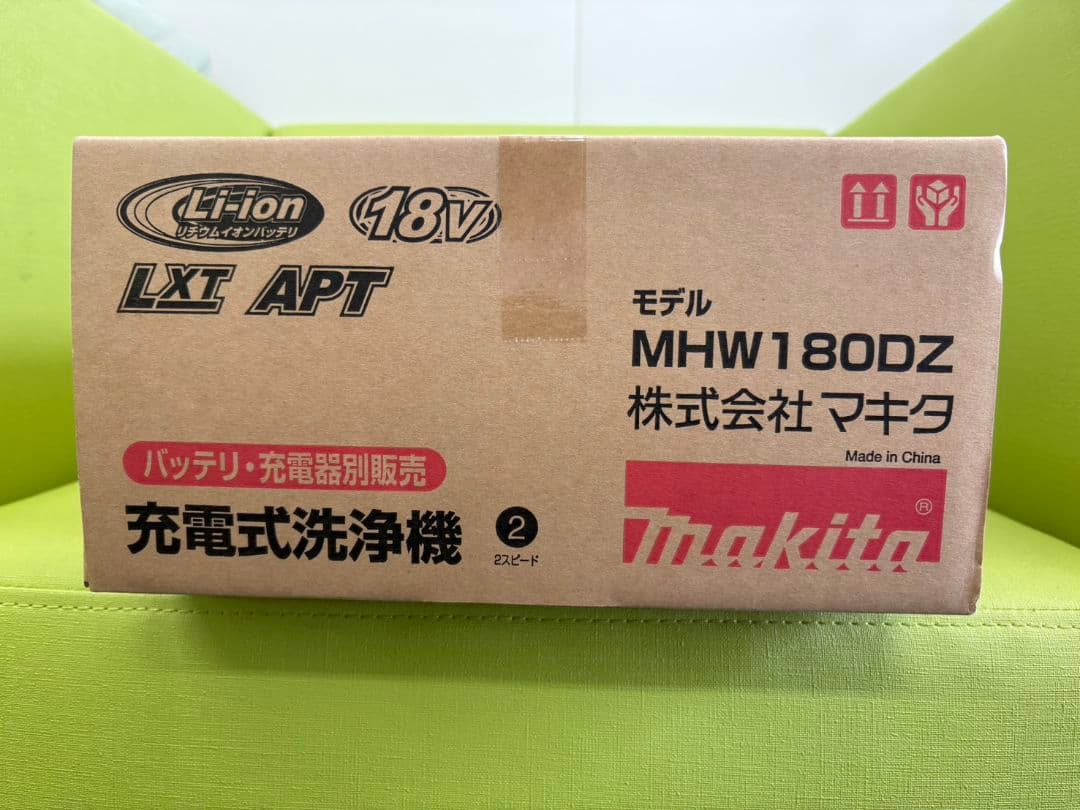 Li-ion
リチウムイオンバッテリ
18V
LXT APT
モデル
MHW180DZ
株式会社マキタ
Made in China
makita®
バッテリ・充電器別販売
充電式洗浄機
2
2スピード